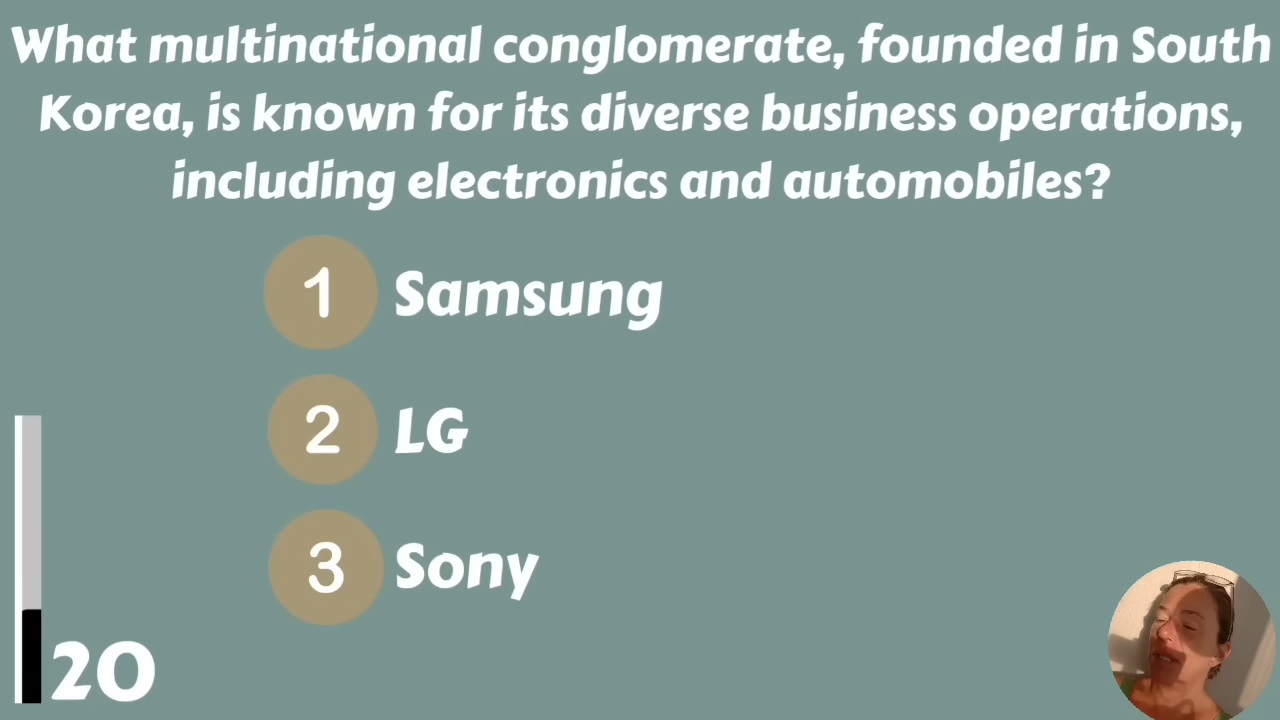 What multinational conglomerate, founded in South
Korea, is known for its diverse business operations,
including electronics and automobiles?
1 Samsung
2 LG
3 Sony
20